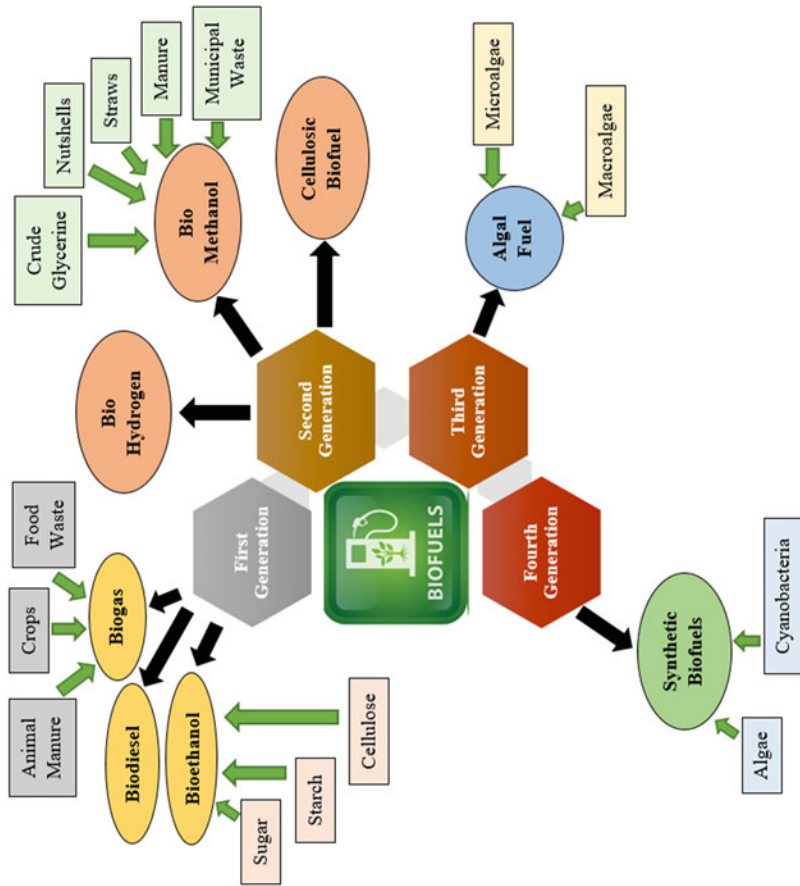 Animal
Manure
Crops
Food
Waste
Biogas
Biodiesel
Bioethanol
Sugar
Starch
Cellulose
First
Generation
Bio
Hydrogen
Crude
Glycerine
Nutshells
Straws
Manure
Municipal
Waste
Bio
Methanol
Cellulosic
Biofuel
Second
Generation
BIOFUELS
Third
Generation
Algal
Fuel
Microalgae
Macroalgae
Fourth
Generation
Synthetic
Biofuels
Algae
Cyanobacteria